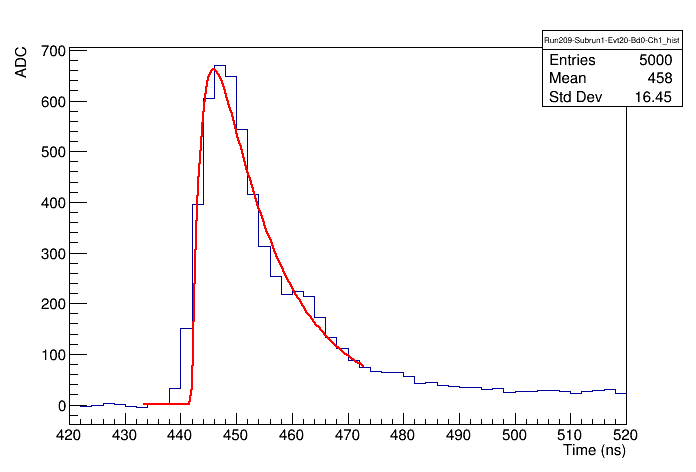 Run209-Subrun1-Evt20-Bd0-Ch1_hist
Entries 5000
Mean 458
Std Dev 16.45
ADC
700
600
500
400
300
200
100
0
420 430 440 450 460 470 480 490 500 510 520
Time (ns)